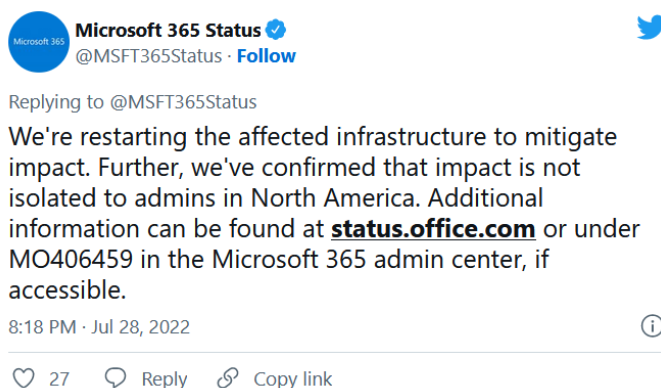 Microsoft 365
Microsoft 365 Status
@MSFT365Status · Follow
Replying to @MSFT365Status
We're restarting the affected infrastructure to mitigate
impact. Further, we've confirmed that impact is not
isolated to admins in North America. Additional
information can be found at status.office.com or under
MO406459 in the Microsoft 365 admin center, if
accessible.
8:18 PM · Jul 28, 2022
27 Reply Copy link